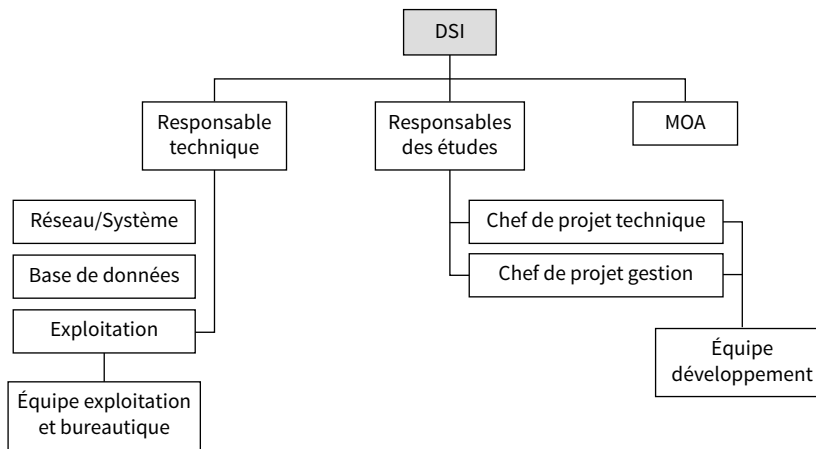 DSI
Responsable
technique
Responsables
des études
MOA
Réseau/Système
Base de données
Exploitation
Équipe exploitation
et bureautique
Chef de projet technique
Chef de projet gestion
Équipe
développement